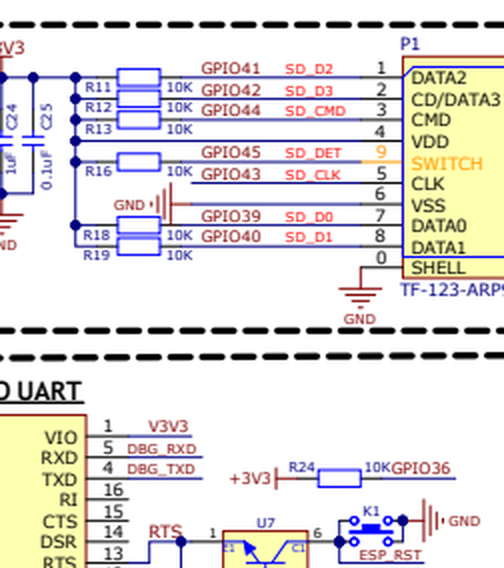 P1
3V3
GPIO41 SD_D2 1 DATA2
R11 10K GPIO42 SD_D3 2 CD/DATA3
R12 10K GPIO44 SD_CMD 3 CMD
R13 10K 4 VDD
GPIO45 SD_DET 9 SWITCH
R16 10K GPIO43 SD_CLK 5 CLK
GND 6 VSS
GPIO39 SD_D0 7 DATA0
R18 10K GPIO40 SD_D1 8 DATA1
R19 10K 0 SHELL
C24
1uF
C25
0.1uF
ND
GND
TF-123-ARP9
O UART
VIO 1 V3V3
RXD 5 DBG_RXD
TXD 4 DBG_TXD
RI 16
CTS 15
DSR 14
RTS 13
+3V3 R24 10K GPIO36
RTS 1 U7 6 K1 GND
E1 C1 ESP_RST